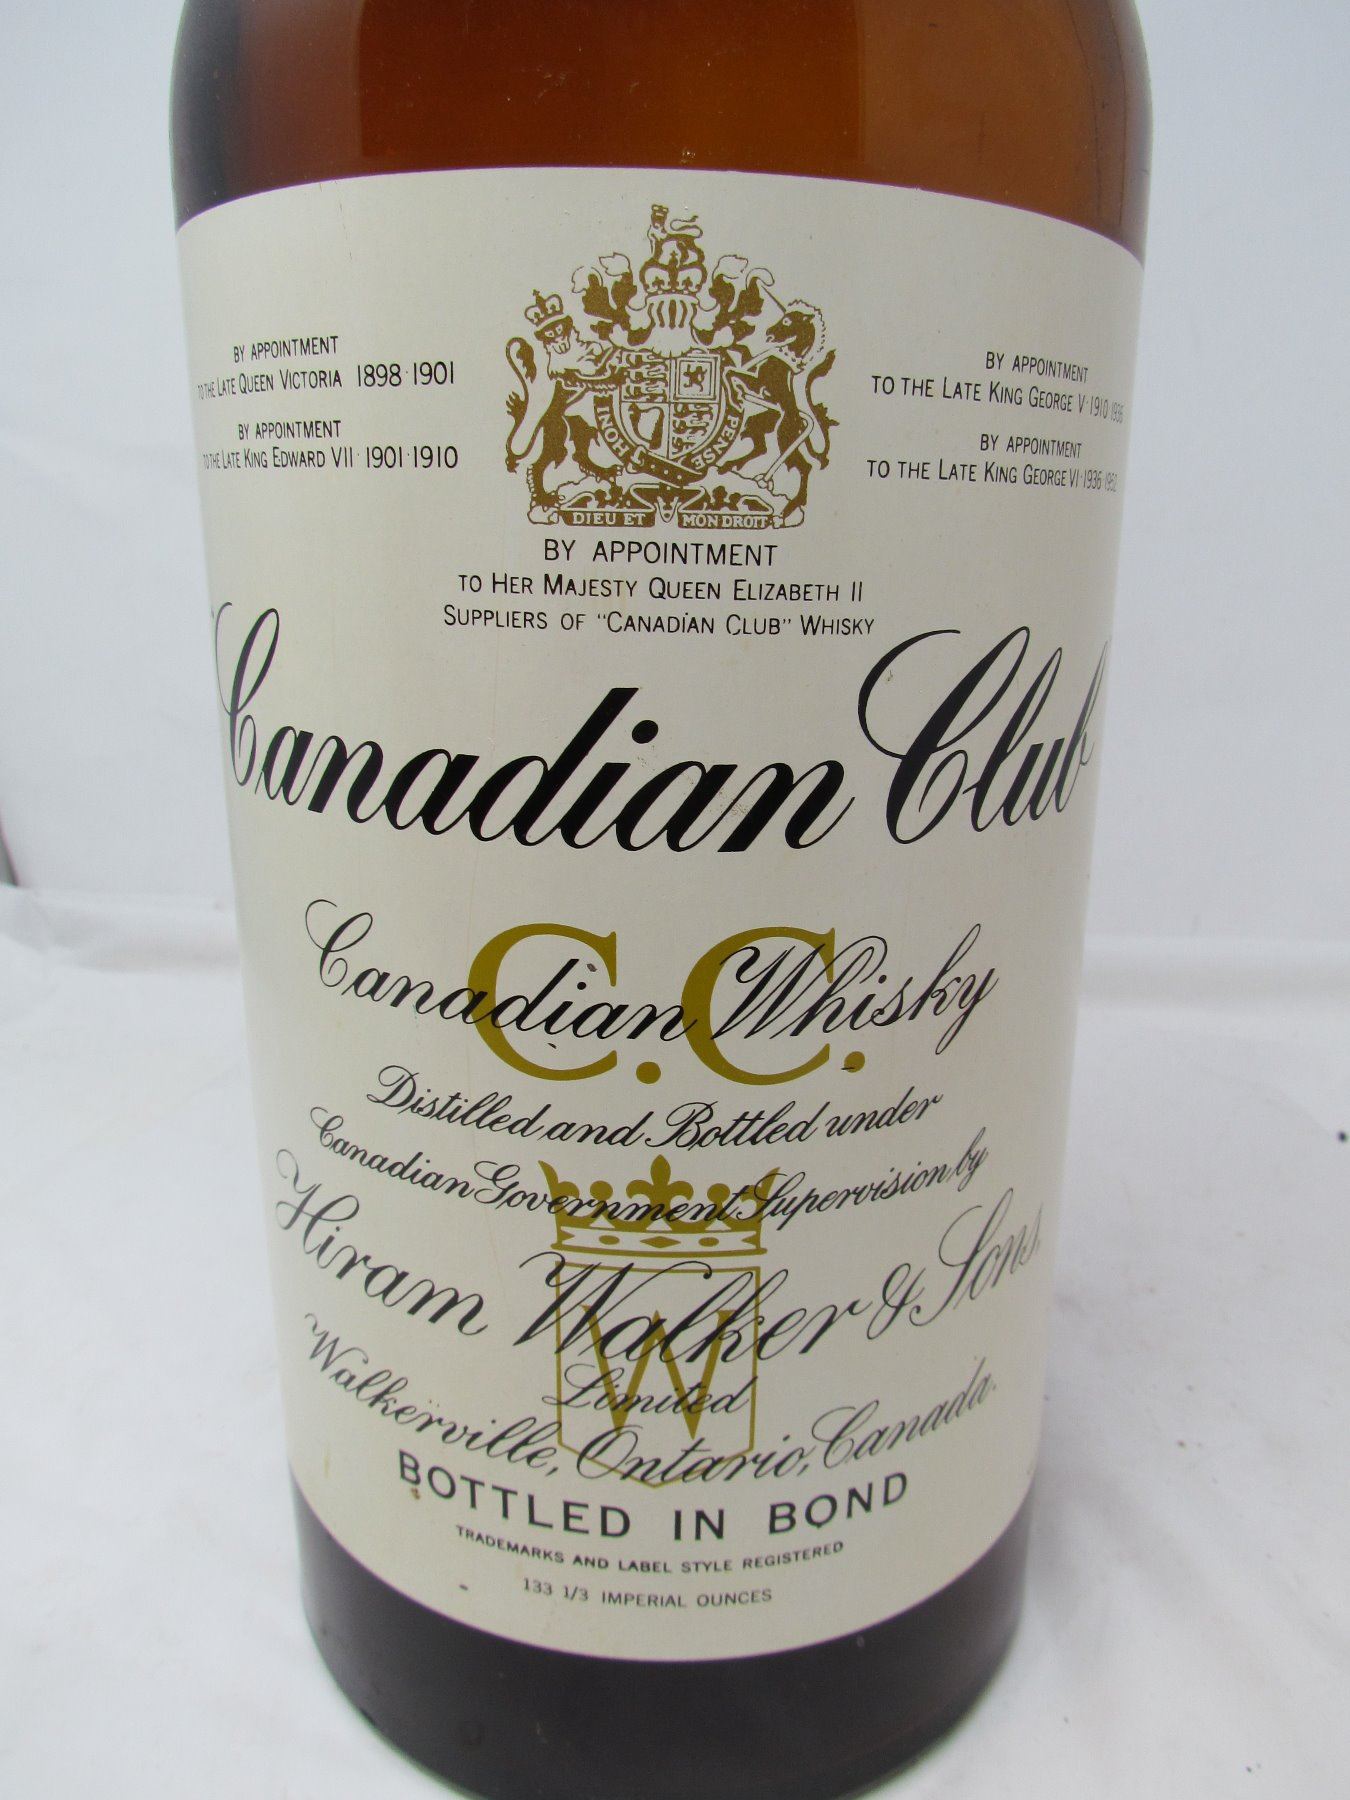 BY APPOINTMENT
TO THE LATE QUEEN VICTORIA 1898·1901
BY APPOINTMENT
TO THE LATE KING EDWARD VII·1901·1910
BY APPOINTMENT
TO THE LATE KING GEORGE V·1910·1936
BY APPOINTMENT
TO THE LATE KING GEORGE VI·1936·1952
HONI PENSE
DIEU ET MON DROIT
BY APPOINTMENT
TO HER MAJESTY QUEEN ELIZABETH II
SUPPLIERS OF "CANADIAN CLUB" WHISKY
"Canadian Club"
C.C.
Canadian Whisky
Distilled and Bottled under
Canadian Government Supervision by
Hiram Walker & Sons,
W
Limited
Walkerville, Ontario, Canada.
BOTTLED IN BOND
TRADEMARKS AND LABEL STYLE REGISTERED
133 1/3 IMPERIAL OUNCES